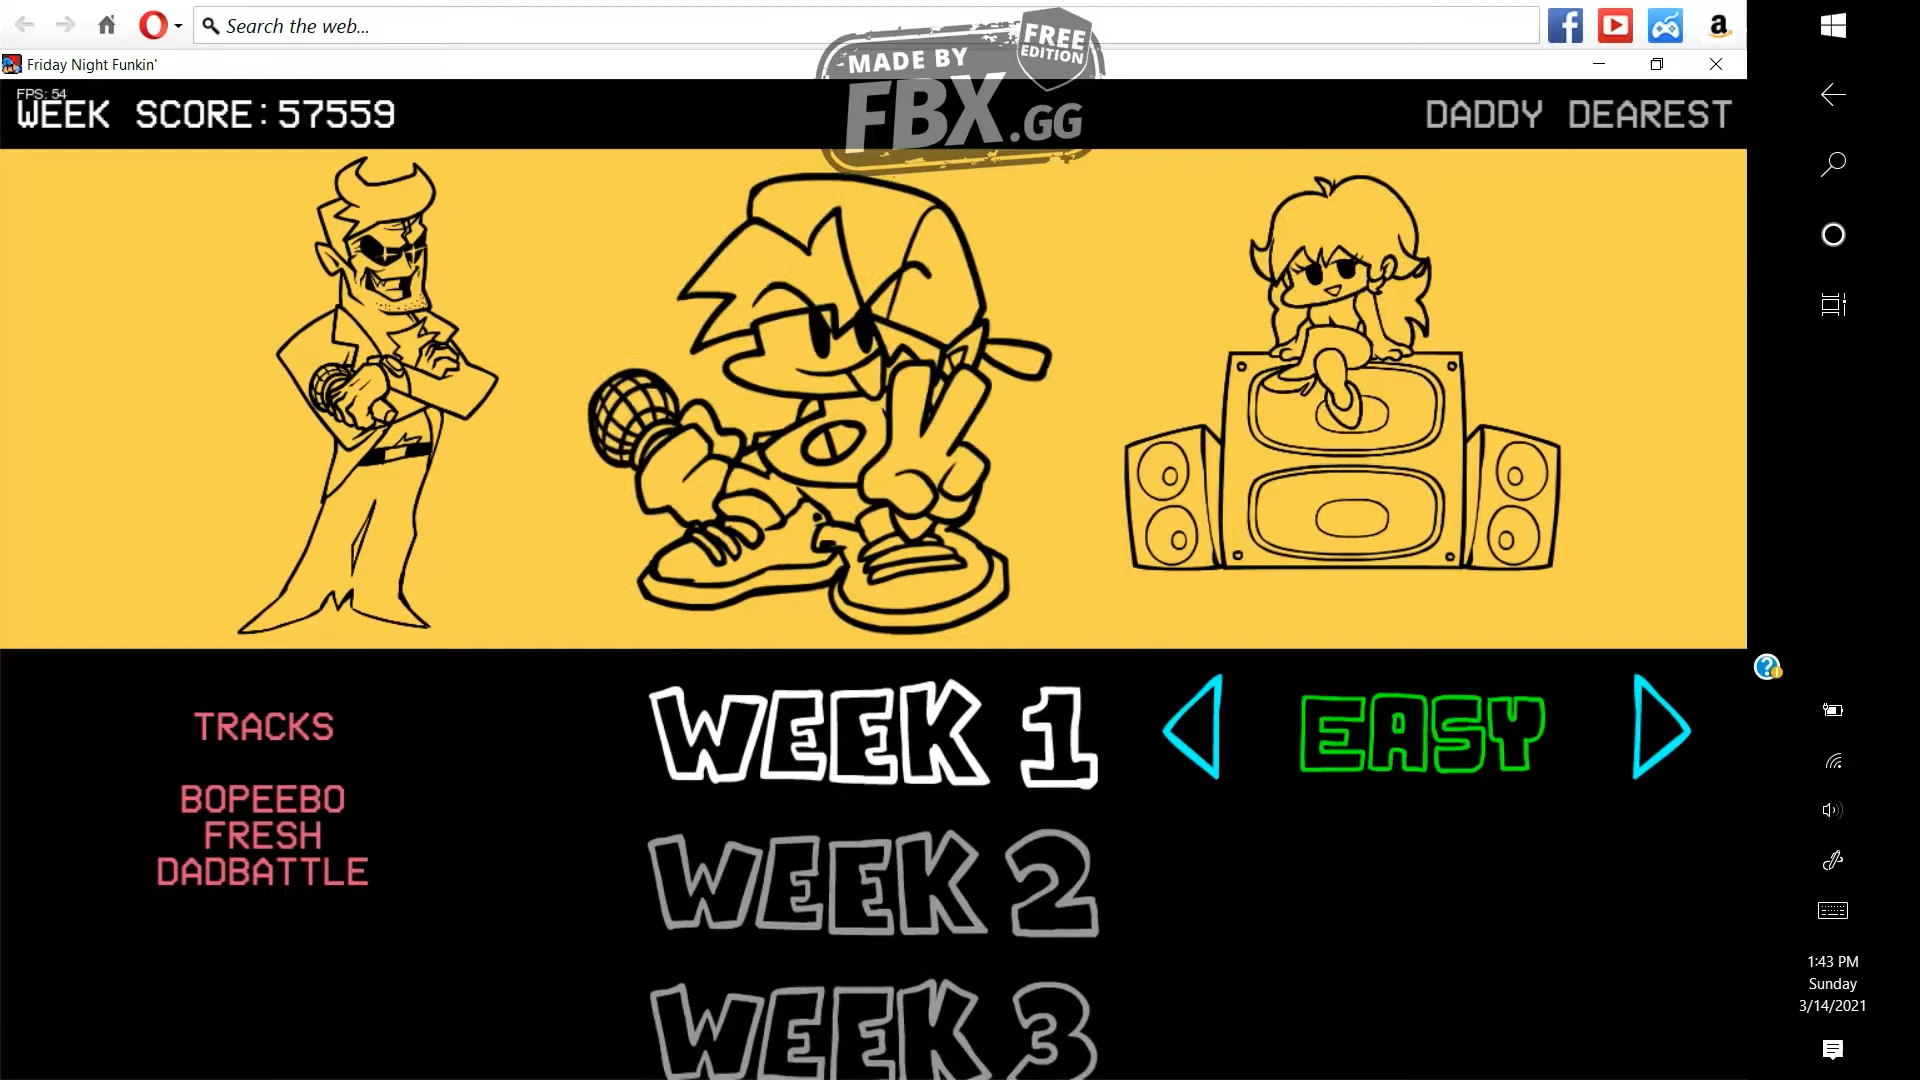 Search the web...
MADE BY
FREE
EDITION
FBX.GG
Friday Night Funkin'
FPS: 54
WEEK SCORE:57559
DADDY DEAREST
TRACKS
BOPEEBO
FRESH
DADBATTLE
WEEK 1
EASY
WEEK 2
WEEK 3
1:43 PM
Sunday
3/14/2021